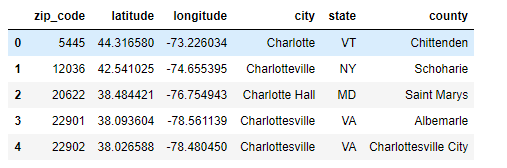 zip_code latitude longitude city state county
0 5445 44.316580 -73.226034 Charlotte VT Chittenden
1 12036 42.541025 -74.655395 Charlotteville NY Schoharie
2 20622 38.484421 -76.754943 Charlotte Hall MD Saint Marys
3 22901 38.093604 -78.561139 Charlottesville VA Albemarle
4 22902 38.026588 -78.480450 Charlottesville VA Charlottesville City